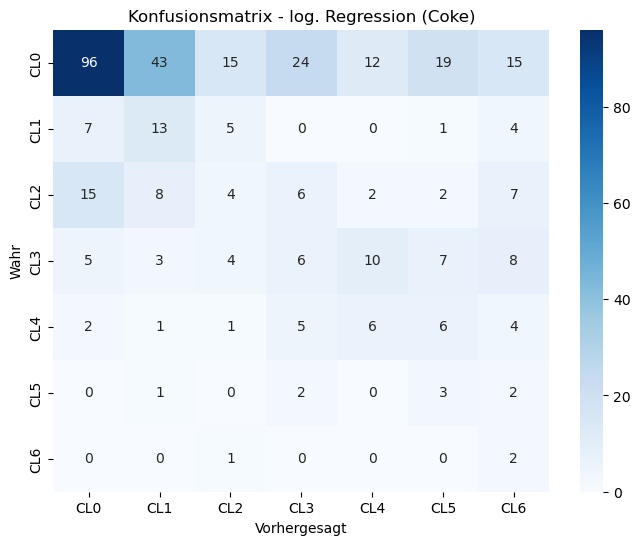 Konfusionsmatrix - log. Regression (Coke)
CL0 96 43 15 24 12 19 15
CL1 7 13 5 0 0 1 4
CL2 15 8 4 6 2 2 7
CL3 5 3 4 6 10 7 8
CL4 2 1 1 5 6 6 4
CL5 0 1 0 2 0 3 2
CL6 0 0 1 0 0 0 2
Wahr
CL0 CL1 CL2 CL3 CL4 CL5 CL6
Vorhergesagt
80
60
40
20
0